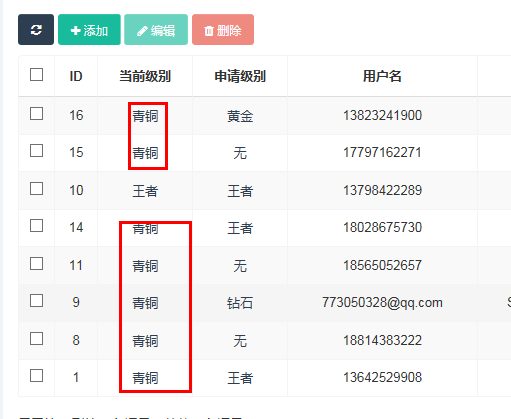 添加 编辑 删除
ID 当前级别 申请级别 用户名
16 青铜 黄金 13823241900
15 青铜 无 17797162271
10 王者 王者 13798422289
14 青铜 王者 18028675730
11 青铜 无 18565052657
9 青铜 钻石 773050328@qq.com
8 青铜 无 18814383222
1 青铜 王者 13642529908